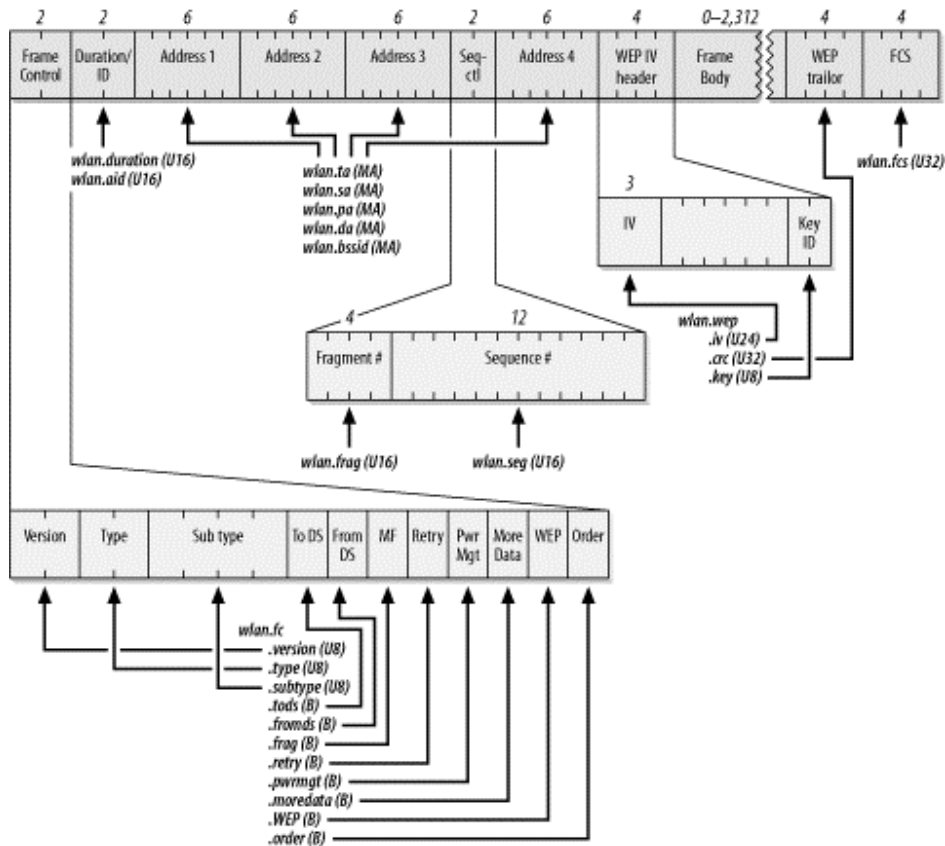 2 2 6 6 6 2 6 4 0–2,312 4 4
Frame Control Duration/ ID Address 1 Address 2 Address 3 Seq- ctl Address 4 WEP IV header Frame Body WEP trailor FCS
wlan.duration (U16)
wlan.aid (U16)
wlan.ta (MA)
wlan.sa (MA)
wlan.pa (MA)
wlan.da (MA)
wlan.bssid (MA)
wlan.fcs (U32)
3
IV Key ID
wlan.wep
.iv (U24)
.crc (U32)
.key (U8)
4 12
Fragment # Sequence #
wlan.frag (U16) wlan.seg (U16)
Version Type Sub type To DS From DS MF Retry Pwr Mgt More Data WEP Order
wlan.fc
.version (U8)
.type (U8)
.subtype (U8)
.tods (B)
.fromds (B)
.frag (B)
.retry (B)
.pwrmgt (B)
.moredata (B)
.WEP (B)
.order (B)